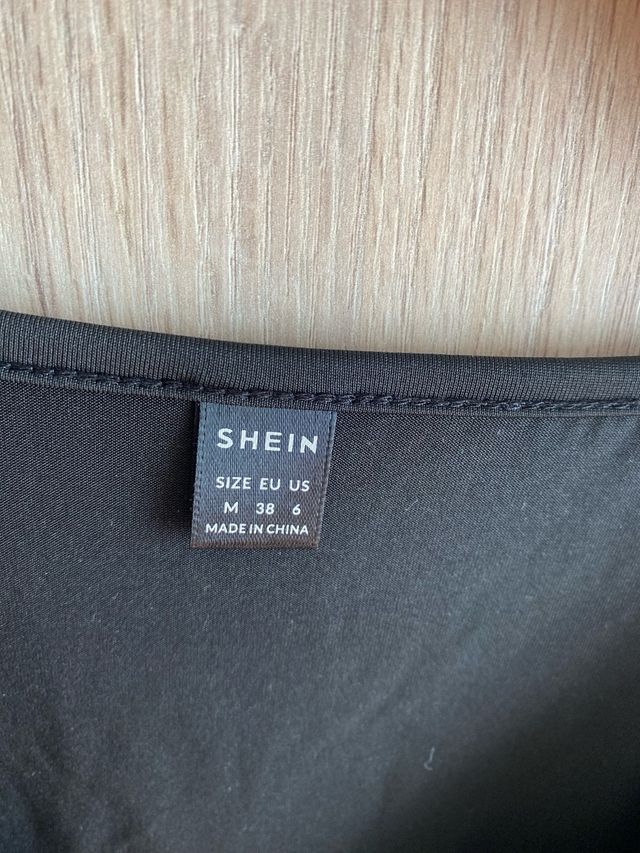 SHEIN
SIZE EU US
M 38 6
MADE IN CHINA